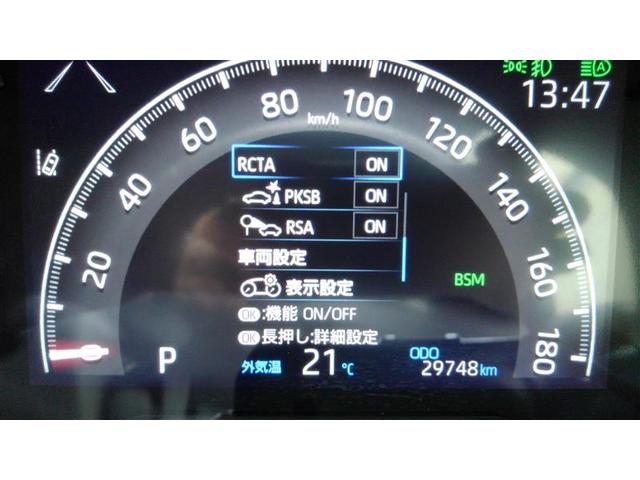 13:47
0 20 40 60 80 100 120 140 160 180
km/h
RCTA ON
PKSB ON
RSA ON
車両設定
表示設定
BSM
OK:機能 ON/OFF
OK長押し:詳細設定
P
外気温 21℃
ODO
29748km